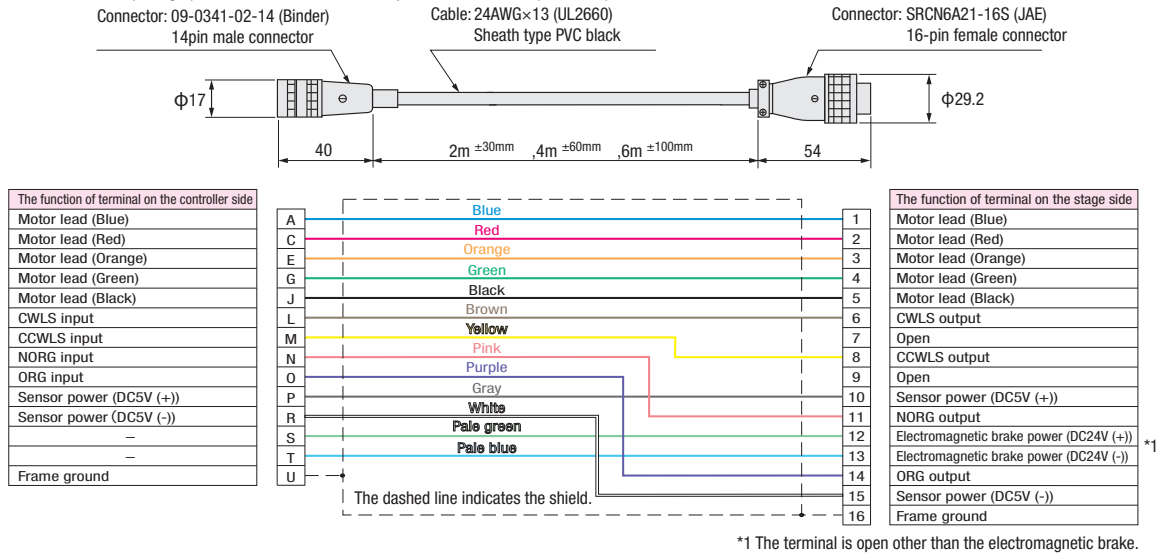 Connector: 09-0341-02-14 (Binder)
14pin male connector
Cable: 24AWG×13 (UL2660)
Sheath type PVC black
Connector: SRCN6A21-16S (JAE)
16-pin female connector
Φ17
Φ29.2
40
2m ±30mm ,4m ±60mm ,6m ±100mm
54
The function of terminal on the controller side
Motor lead (Blue)
Motor lead (Red)
Motor lead (Orange)
Motor lead (Green)
Motor lead (Black)
CWLS input
CCWLS input
NORG input
ORG input
Sensor power (DC5V (+))
Sensor power (DC5V (-))
–
–
Frame ground
A
C
E
G
J
L
M
N
O
P
R
S
T
U
Blue
Red
Orange
Green
Black
Brown
Yellow
Pink
Purple
Gray
White
Pale green
Pale blue
The dashed line indicates the shield.
1
2
3
4
5
6
7
8
9
10
11
12
13
14
15
16
The function of terminal on the stage side
Motor lead (Blue)
Motor lead (Red)
Motor lead (Orange)
Motor lead (Green)
Motor lead (Black)
CWLS output
Open
CCWLS output
Open
Sensor power (DC5V (+))
NORG output
Electromagnetic brake power (DC24V (+))
Electromagnetic brake power (DC24V (-))
*1
ORG output
Sensor power (DC5V (-))
Frame ground
*1 The terminal is open other than the electromagnetic brake.